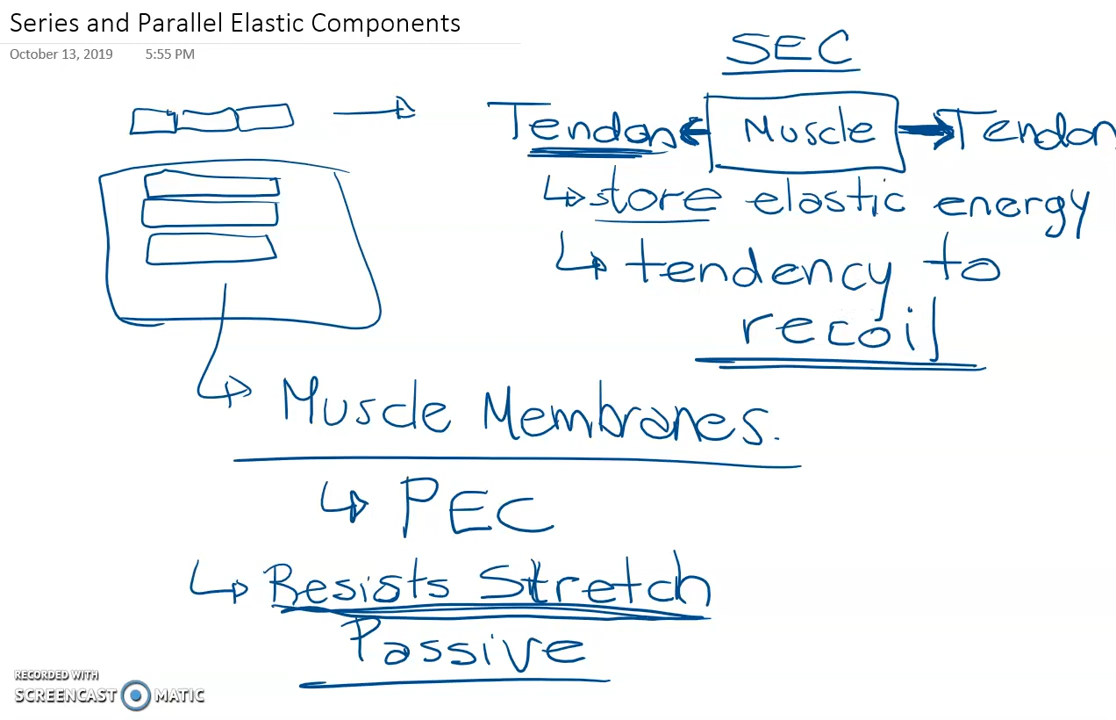 Series and Parallel Elastic Components
October 13, 2019 5:55 PM
SEC
Tendon Muscle Tendon
store elastic energy
tendency to
recoil
Muscle Membranes.
PEC
Resists Stretch
Passive
RECORDED WITH
SCREENCAST MATIC